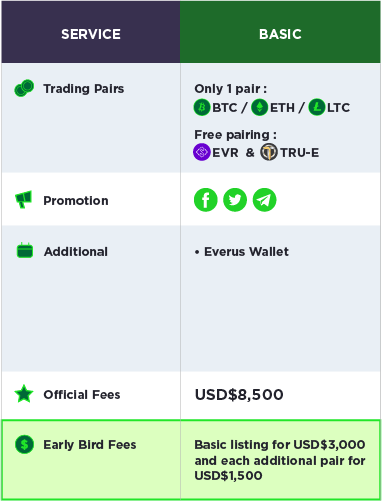 SERVICE BASIC
Trading Pairs
Only 1 pair :
BTC / ETH / LTC
Free pairing :
EVR & TRU-E
Promotion
Additional
• Everus Wallet
Official Fees
USD$8,500
Early Bird Fees
Basic listing for USD$3,000
and each additional pair for
USD$1,500